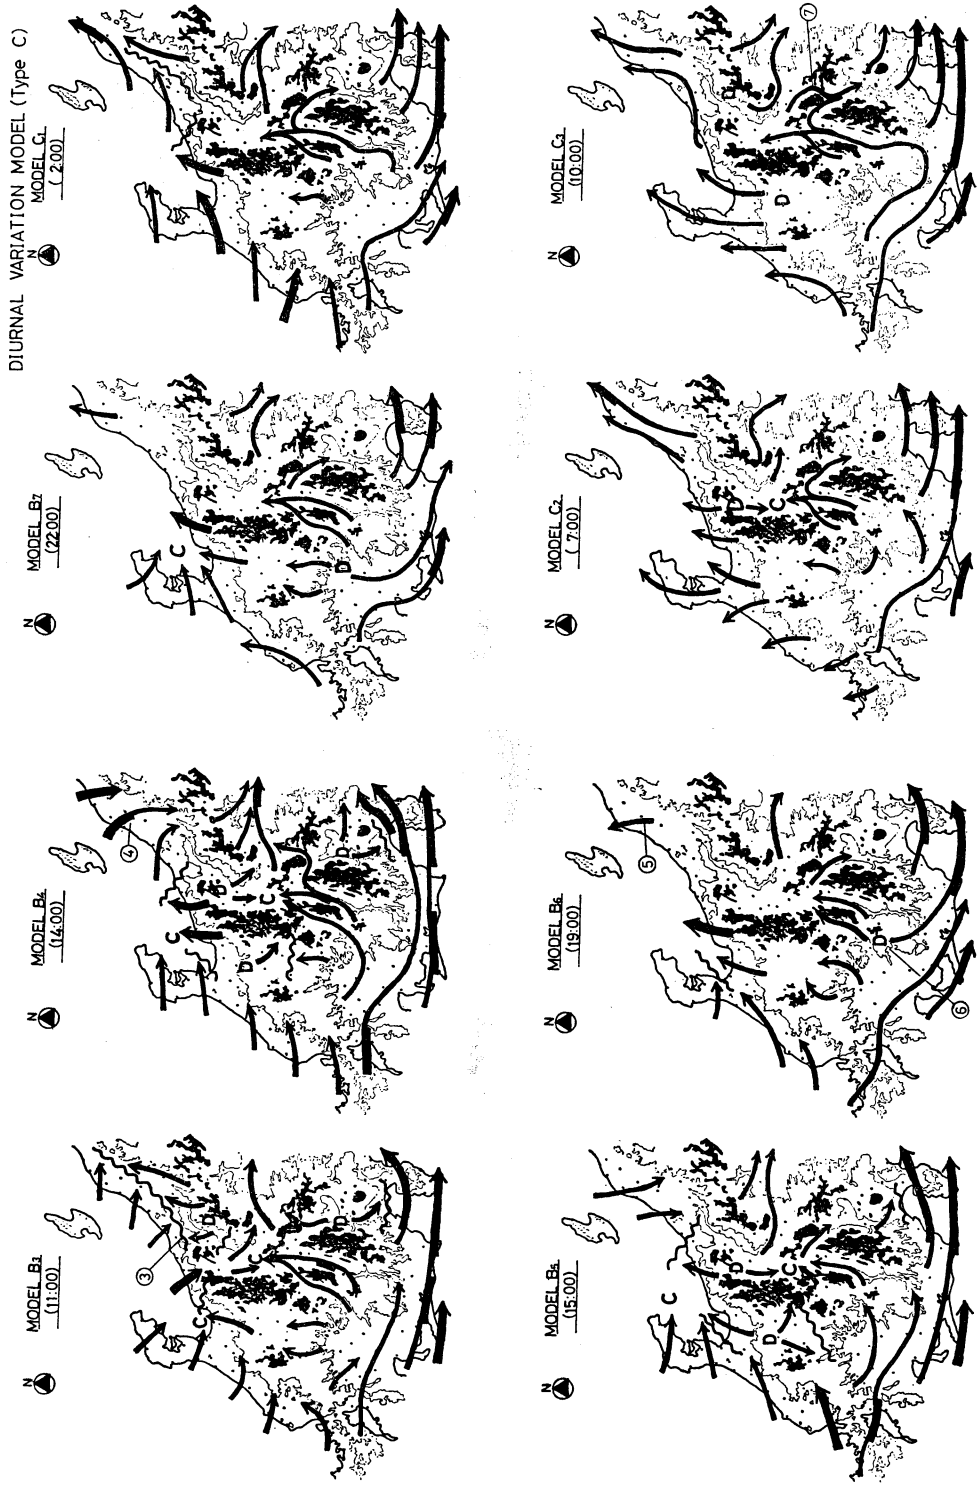 DIURNAL VARIATION MODEL (Type C)
MODEL B₃
(11:00)
N
③
C
D
C
D
D
MODEL B₄
(14:00)
N
④
C
D
D
C
D
MODEL B₇
(22:00)
N
C
D
MODEL C₁
( 2:00)
N
MODEL B₅
(15:00)
N
C
D
D
C
MODEL B₆
(19:00)
N
⑤
D
⑥
MODEL C₂
( 7:00)
N
D
C
MODEL C₃
(10:00)
N
⑦
D
D